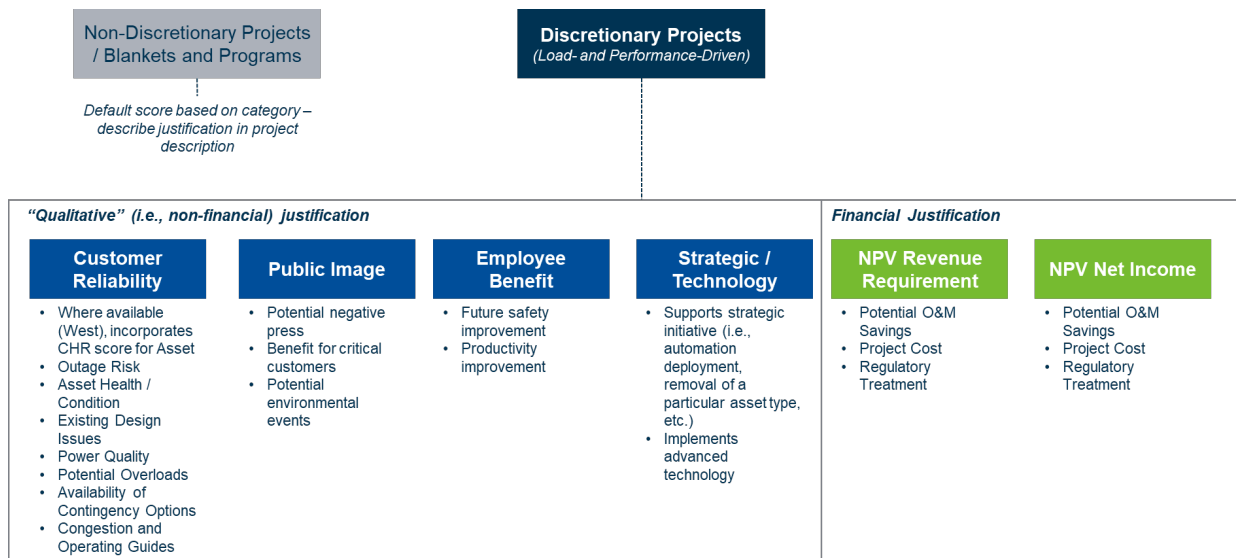 Non-Discretionary Projects
/ Blankets and Programs
Discretionary Projects
(Load- and Performance-Driven)
Default score based on category –
describe justification in project
description
“Qualitative” (i.e., non-financial) justification
Financial Justification
Customer
Reliability
• Where available
(West), incorporates
CHR score for Asset
• Outage Risk
• Asset Health /
Condition
• Existing Design
Issues
• Power Quality
• Potential Overloads
• Availability of
Contingency Options
• Congestion and
Operating Guides
Public Image
• Potential negative
press
• Benefit for critical
customers
• Potential
environmental
events
Employee
Benefit
• Future safety
improvement
• Productivity
improvement
Strategic /
Technology
• Supports strategic
initiative (i.e.,
automation
deployment,
removal of a
particular asset type,
etc.)
• Implements
advanced
technology
NPV Revenue
Requirement
• Potential O&M
Savings
• Project Cost
• Regulatory
Treatment
NPV Net Income
• Potential O&M
Savings
• Project Cost
• Regulatory
Treatment